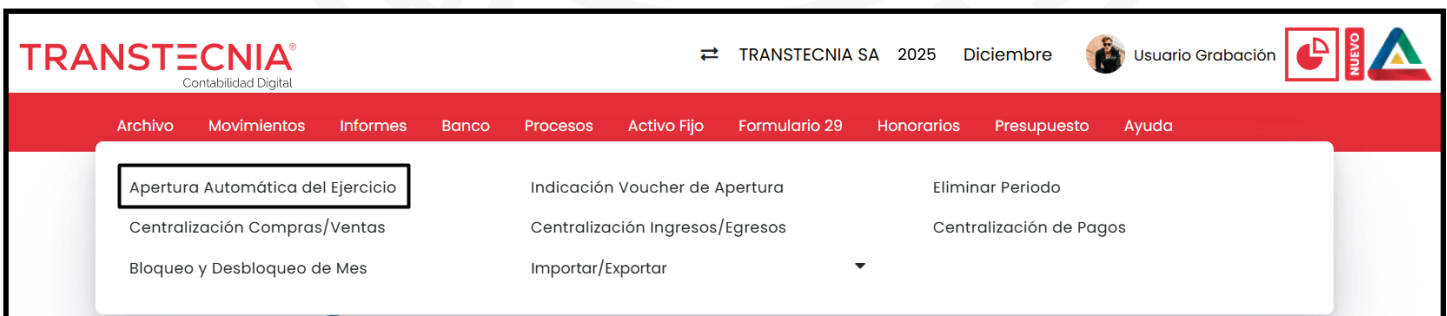 TRANSTECNIA®
Contabilidad Digital
TRANSTECNIA SA 2025 Diciembre Usuario Grabación NUEVO
Archivo Movimientos Informes Banco Procesos Activo Fijo Formulario 29 Honorarios Presupuesto Ayuda
Apertura Automática del Ejercicio Indicación Voucher de Apertura Eliminar Periodo
Centralización Compras/Ventas Centralización Ingresos/Egresos Centralización de Pagos
Bloqueo y Desbloqueo de Mes Importar/Exportar